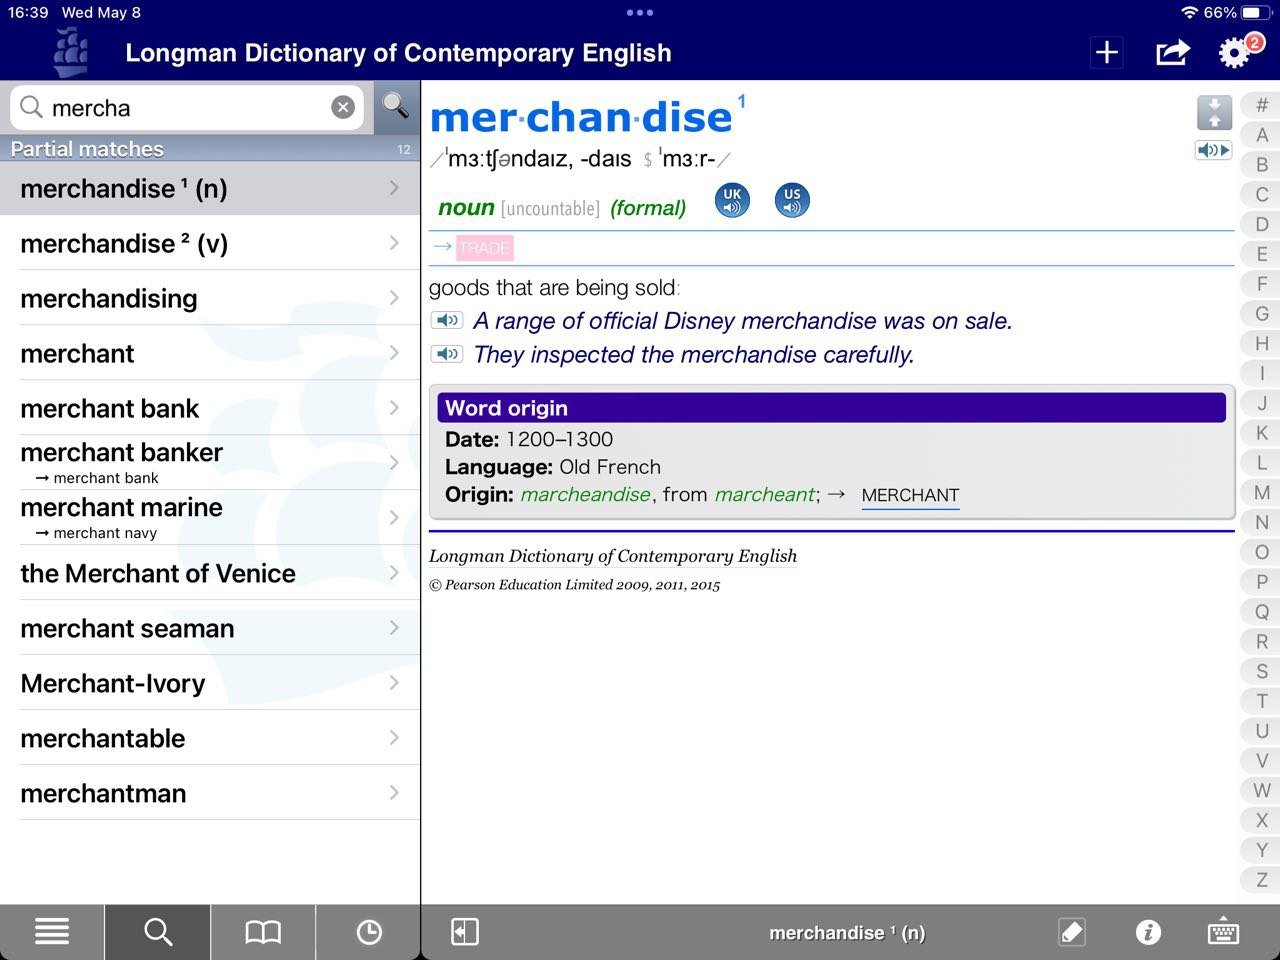 16:39 Wed May 8
66%
Longman Dictionary of Contemporary English
2
mercha
Partial matches 12
merchandise ¹ (n)
merchandise ² (v)
merchandising
merchant
merchant bank
merchant banker
→ merchant bank
merchant marine
→ merchant navy
the Merchant of Venice
merchant seaman
Merchant-Ivory
merchantable
merchantman
mer·chan·dise ¹
/ˈmɜːtʃəndaɪz, -daɪs $ ˈmɜːr-/
noun [uncountable] (formal) UK US
→ TRADE
goods that are being sold:
A range of official Disney merchandise was on sale.
They inspected the merchandise carefully.
Word origin
Date: 1200–1300
Language: Old French
Origin: marcheandise, from marcheant; → MERCHANT
Longman Dictionary of Contemporary English
© Pearson Education Limited 2009, 2011, 2015
#
A
B
C
D
E
F
G
H
I
J
K
L
M
N
O
P
Q
R
S
T
U
V
W
X
Y
Z
merchandise ¹ (n)